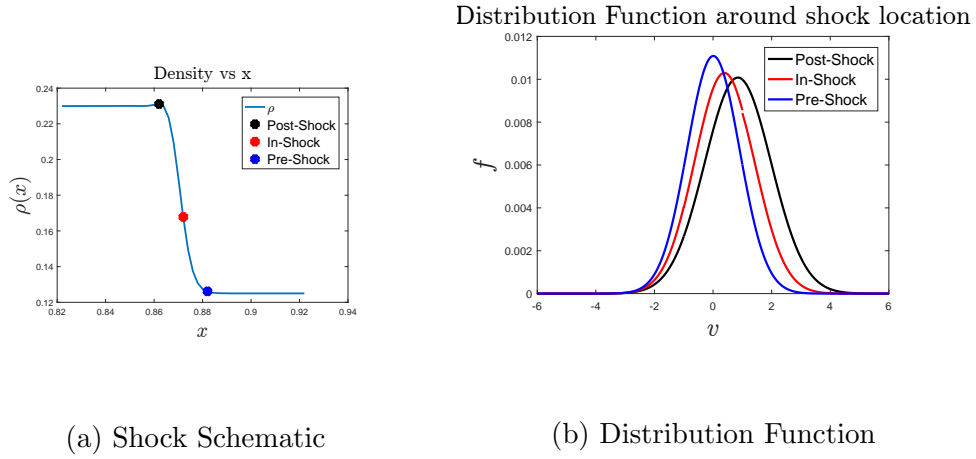 Density vs x
0.24
0.22
0.2
0.18
0.16
0.14
0.12
0.82
0.84
0.86
0.88
0.9
0.92
0.94
ρ(x)
x
ρ
Post-Shock
In-Shock
Pre-Shock
(a) Shock Schematic
Distribution Function around shock location
0.012
0.01
0.008
0.006
0.004
0.002
0
-6
-4
-2
0
2
4
6
f
v
Post-Shock
In-Shock
Pre-Shock
(b) Distribution Function